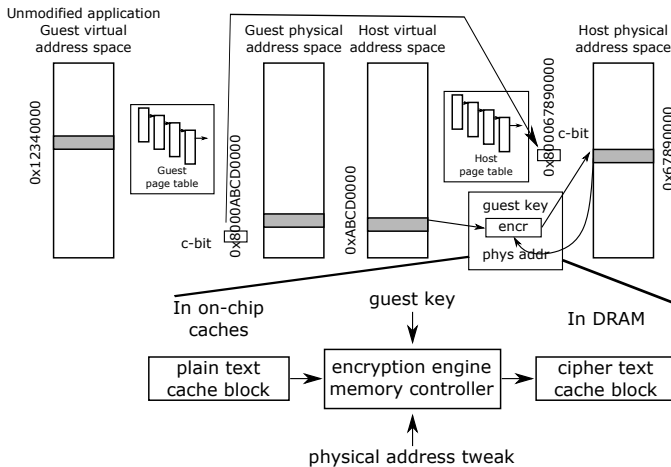 Unmodified application
Guest virtual
address space
Guest physical
address space
Host virtual
address space
Host physical
address space
0x12340000
Guest
page table
c-bit
0x8000ABCD0000
0xABCD0000
Host
page table
0x800067890000
c-bit
0x67890000
guest key
encr
phys addr
In on-chip
caches
guest key
In DRAM
plain text
cache block
encryption engine
memory controller
cipher text
cache block
physical address tweak